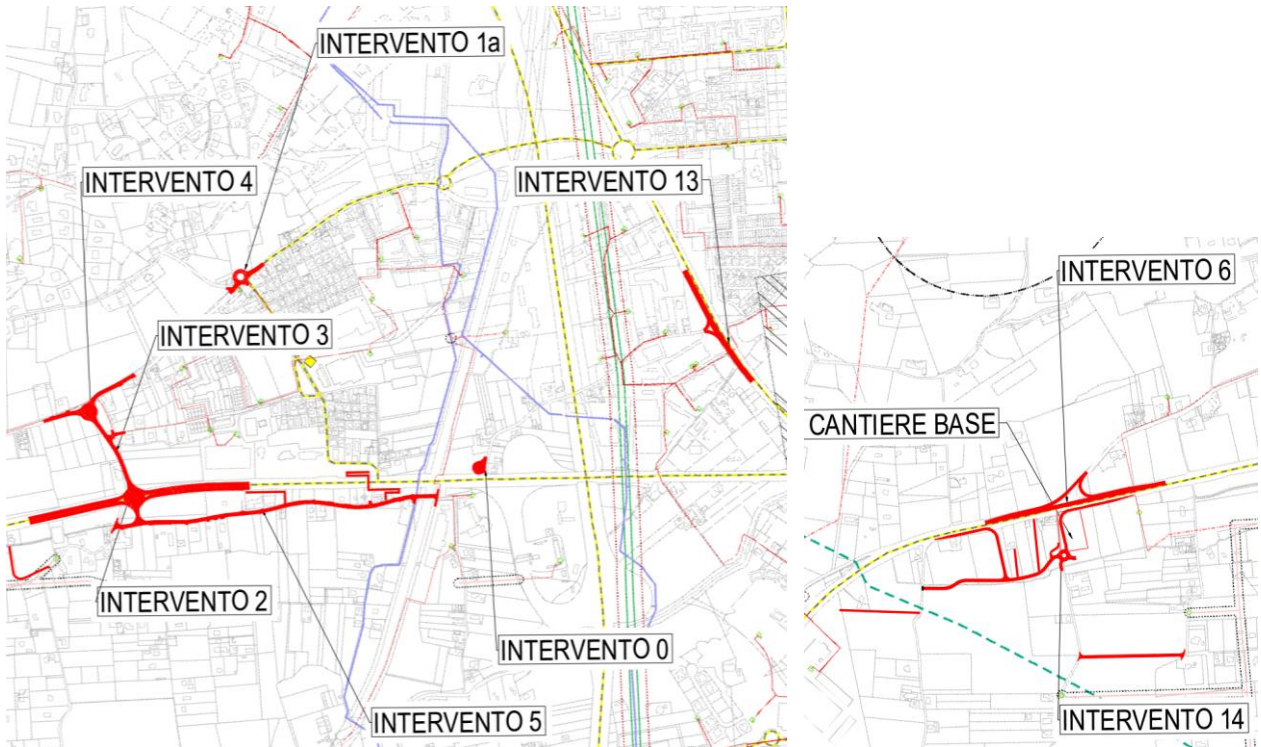 INTERVENTO 1a
INTERVENTO 4
INTERVENTO 13
INTERVENTO 3
INTERVENTO 2
INTERVENTO 0
INTERVENTO 5
INTERVENTO 6
CANTIERE BASE
INTERVENTO 14